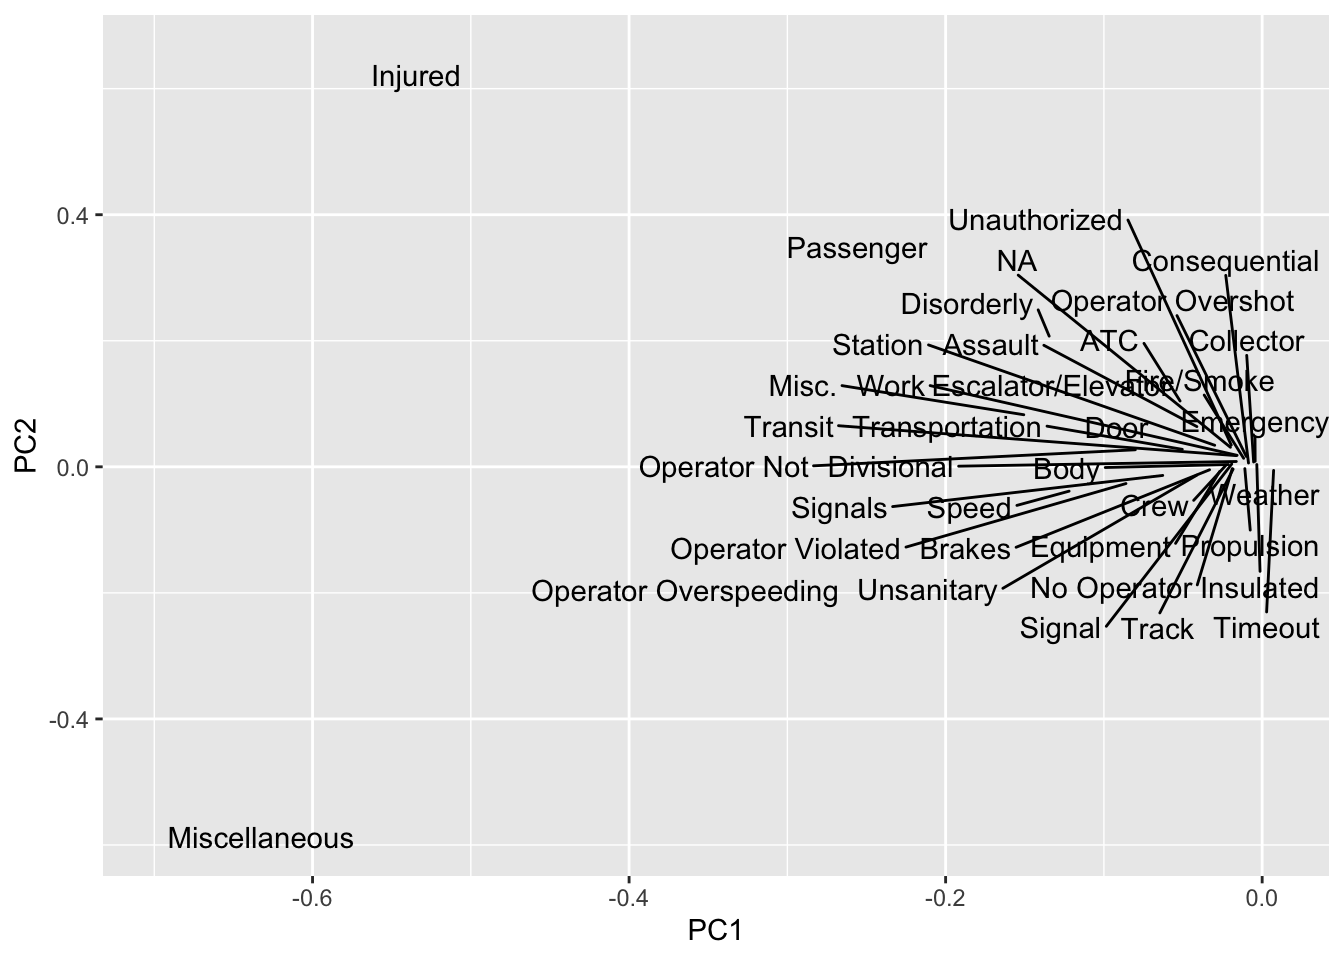 Injured
Unauthorized
Passenger
NA
Consequential
Disorderly
Operator Overshot
Station
Assault
ATC
Collector
Misc.
Work
Escalator/Elevator
Fire/Smoke
Transit
Transportation
Door
Emergency
Operator Not
Divisional
Body
Signals
Speed
Crew
Weather
Operator Violated
Brakes
Equipment
Propulsion
Operator Overspeeding
Unsanitary
No Operator
Insulated
Signal
Track
Timeout
Miscellaneous
0.4
0.0
-0.4
PC2
-0.6
-0.4
-0.2
0.0
PC1